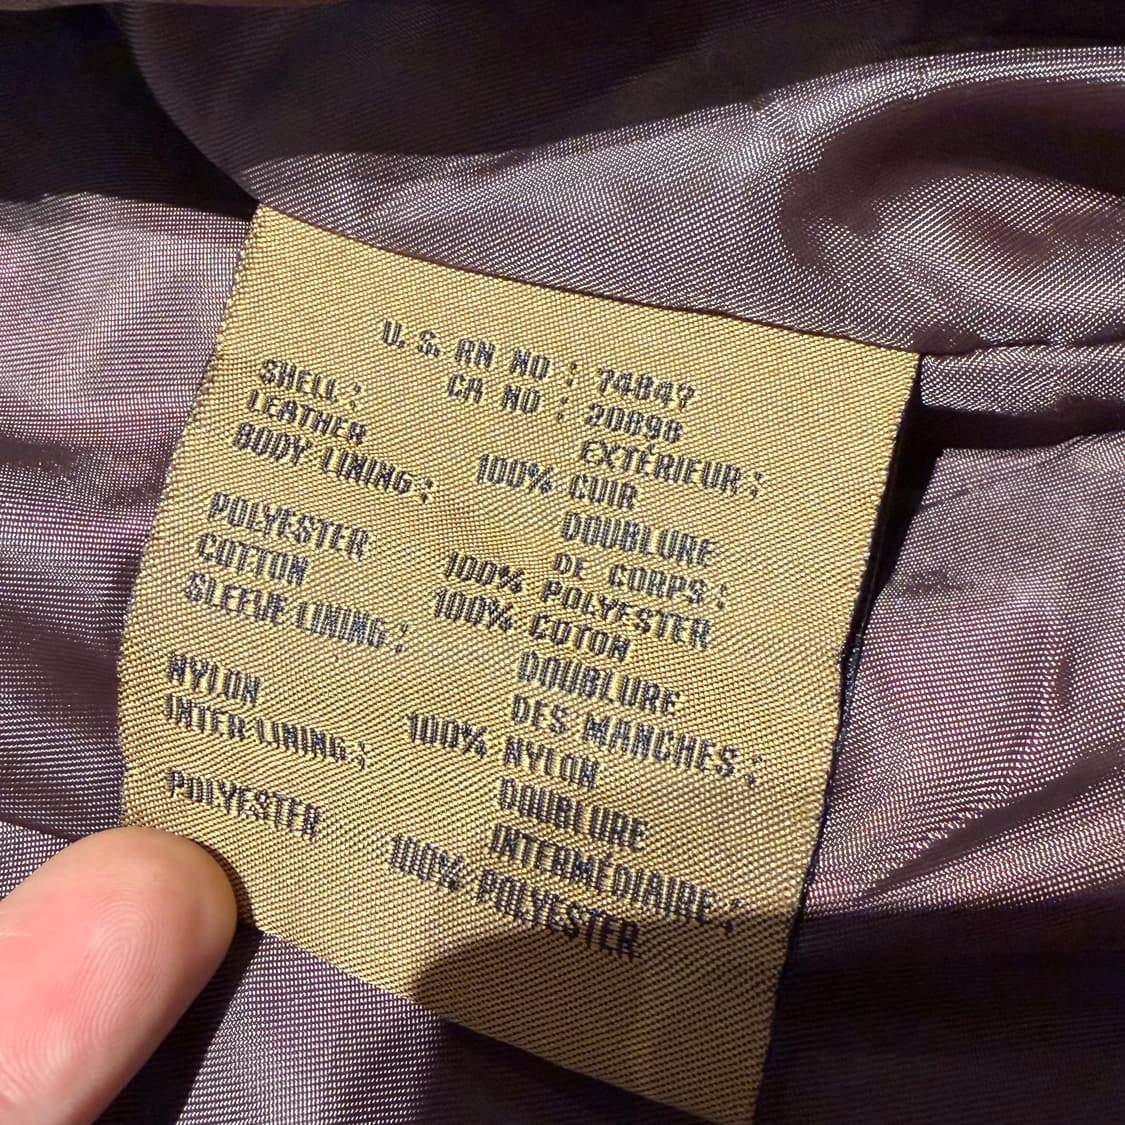 U. S. RN NO : 74847
CA NO : 20898
SHELL : EXTÉRIEUR :
LEATHER 100% CUIR
BODY LINING : DOUBLURE
DE CORPS :
POLYESTER 100% POLYESTER
COTTON 100% COTON
SLEEVE LINING : DOUBLURE
DES MANCHES :
NYLON 100% NYLON
INTER-LINING : DOUBLURE
INTERMÉDIAIRE :
POLYESTER 100% POLYESTER